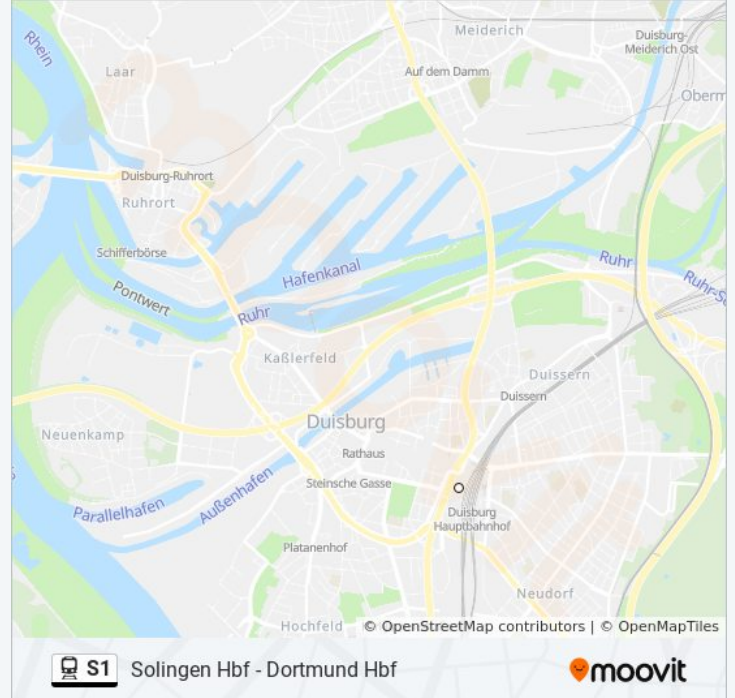 Meiderich
Duisburg-
Meiderich Ost
Rhein
Laar
Auf dem Damm
Oberm
Duisburg-Ruhrort
Ruhrort
Schifferbörse
Hafenkanal
Ruhr
Ruhr-S
Pontwert
Ruhr
Kaßlerfeld
Duissern
Duissern
Duisburg
Neuenkamp
Rathaus
Steinsche Gasse
Außenhafen
Parallelhafen
Duisburg
Hauptbahnhof
Platanenhof
Neudorf
Hochfeld
© OpenStreetMap contributors | © OpenMapTiles
S1 Solingen Hbf - Dortmund Hbf
moovit